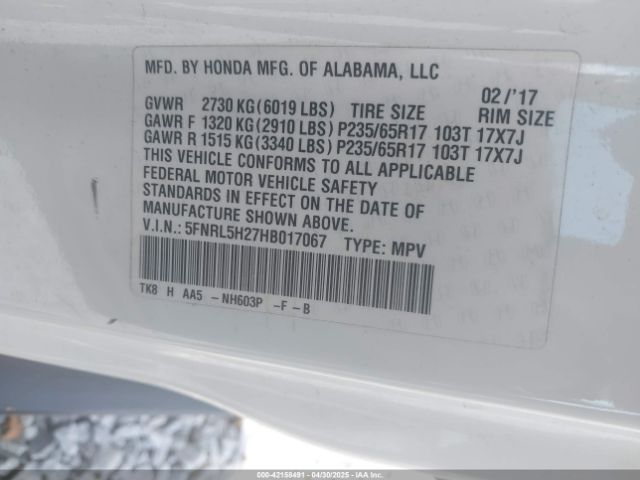 MFD. BY HONDA MFG. OF ALABAMA, LLC
02/'17
GVWR 2730 KG (6019 LBS) TIRE SIZE RIM SIZE
GAWR F 1320 KG (2910 LBS) P235/65R17 103T 17X7J
GAWR R 1515 KG (3340 LBS) P235/65R17 103T 17X7J
THIS VEHICLE CONFORMS TO ALL APPLICABLE
FEDERAL MOTOR VEHICLE SAFETY
STANDARDS IN EFFECT ON THE DATE OF
MANUFACTURE SHOWN ABOVE.
V.I.N.: 5FNRL5H27HB017067 TYPE: MPV
TK8 H AA5 -NH603P -F-B
000-42158491 - 04/30/2025 - IAA Inc.